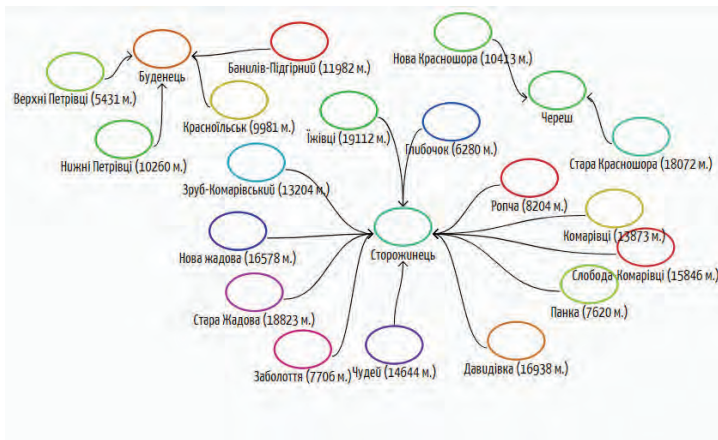 Буденець
Банилів-Підгірний (11982 м.)
Нова Красношора (10413 м.)
Верхні Петрівці (5431 м.)
Череш
Красноїльськ (9981 м.)
Їжівці (19112 м.)
Глибочок (6280 м.)
Нижні Петрівці (10260 м.)
Стара Красношора (18072 м.)
Зруб-Комарівський (13204 м.)
Ропча (8204 м.)
Комарівці (13873 м.)
Нова жадова (16578 м.)
Сторожинець
Слобода Комарівці (15846 м.)
Стара Жадова (18823 м.)
Панка (7620 м.)
Заболоття (7706 м.)
Чудей (14644 м.)
Давидівка (16938 м.)